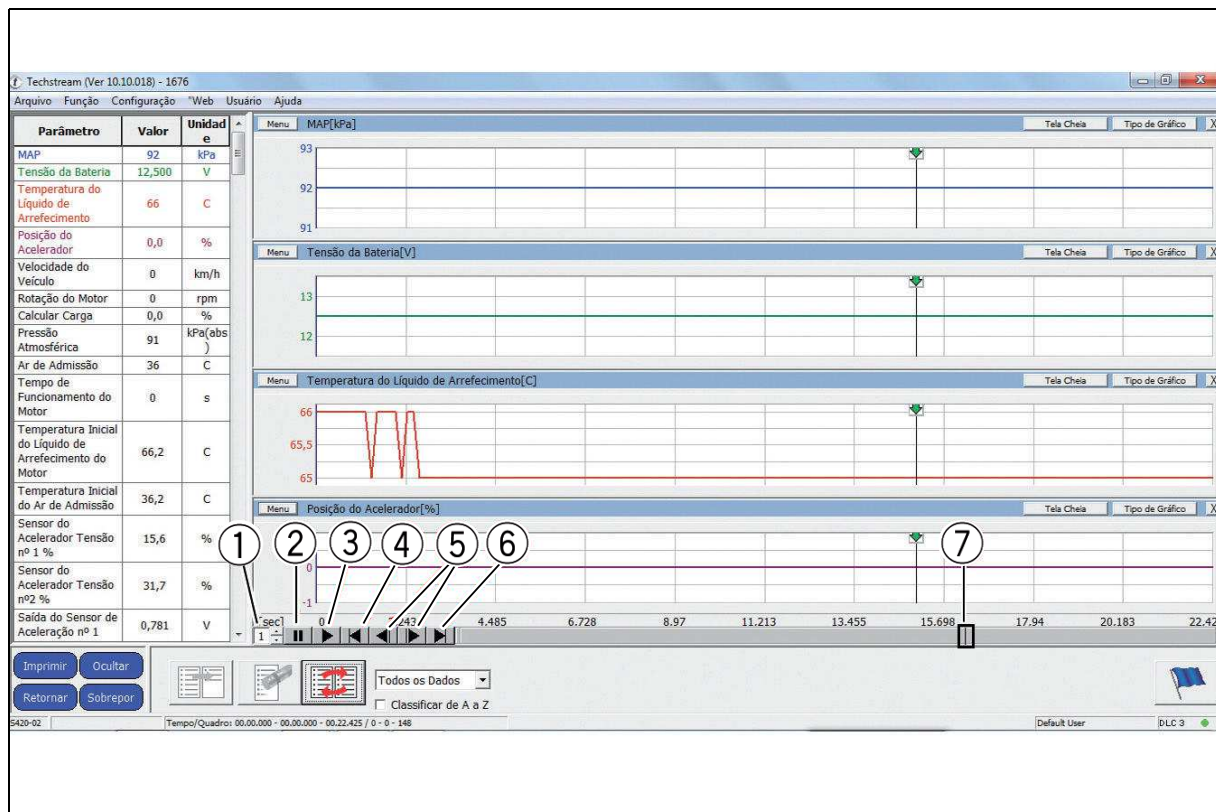 Techstream (Ver 10.10.018) - 1676
Arquivo Função Configuração "Web Usuário Ajuda
Parâmetro Valor Unidad
e
MAP 92 kPa
Tensão da Bateria 12,500 V
Temperatura do
Líquido de
Arrefecimento
66 C
Posição do
Acelerador
0,0 %
Velocidade do
Veículo
0 km/h
Rotação do Motor 0 rpm
Calcular Carga 0,0 %
Pressão
Atmosférica
91 kPa(abs
)
Ar de Admissão 36 C
Tempo de
Funcionamento do
Motor
0 s
Temperatura Inicial
do Líquido de
Arrefecimento do
Motor
66,2 C
Temperatura Inicial
do Ar de Admissão
36,2 C
Sensor do
Acelerador Tensão
nº 1 %
15,6 %
Sensor do
Acelerador Tensão
nº2 %
31,7 %
Saída do Sensor de
Aceleração nº 1
0,781 V
Menu MAP[kPa] Tela Cheia Tipo de Gráfico X
93
92
91
Menu Tensão da Bateria[V] Tela Cheia Tipo de Gráfico X
13
12
Menu Temperatura do Líquido de Arrefecimento[C] Tela Cheia Tipo de Gráfico X
66
65,5
65
Menu Posição do Acelerador[%] Tela Cheia Tipo de Gráfico X
1 2 3 4 5 6 7
0
-1
[sec] 0 2.243 4.485 6.728 8.97 11.213 13.455 15.698 17.94 20.183 22.42
1
Imprimir Ocultar
Retornar Sobrepor
Todos os Dados
Classificar de A a Z
S420-02 Tempo/Quadro: 00.00.000 - 00.00.000 - 00.22.425 / 0 - 0 - 148 Default User DLC 3